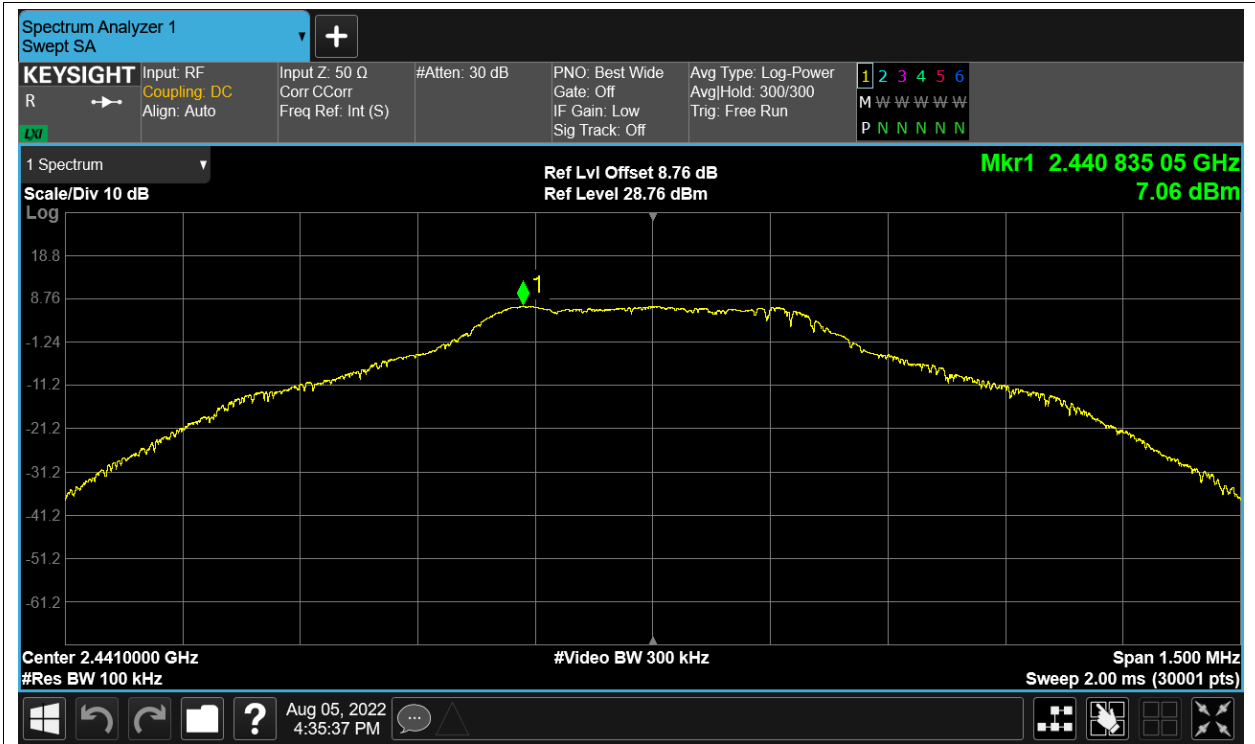 Spectrum Analyzer 1
Swept SA
KEYSIGHT
R
LXI
Input: RF
Coupling: DC
Align: Auto
Input Z: 50 Ω
Corr CCorr
Freq Ref: Int (S)
#Atten: 30 dB
PNO: Best Wide
Gate: Off
IF Gain: Low
Sig Track: Off
Avg Type: Log-Power
Avg|Hold: 300/300
Trig: Free Run
1 2 3 4 5 6
M W W W W W
P N N N N N
1 Spectrum
Scale/Div 10 dB
Log
Ref Lvl Offset 8.76 dB
Ref Level 28.76 dBm
Mkr1 2.440 835 05 GHz
7.06 dBm
1
18.8
8.76
-1.24
-11.2
-21.2
-31.2
-41.2
-51.2
-61.2
Center 2.4410000 GHz
#Res BW 100 kHz
#Video BW 300 kHz
Span 1.500 MHz
Sweep 2.00 ms (30001 pts)
?
Aug 05, 2022
4:35:37 PM